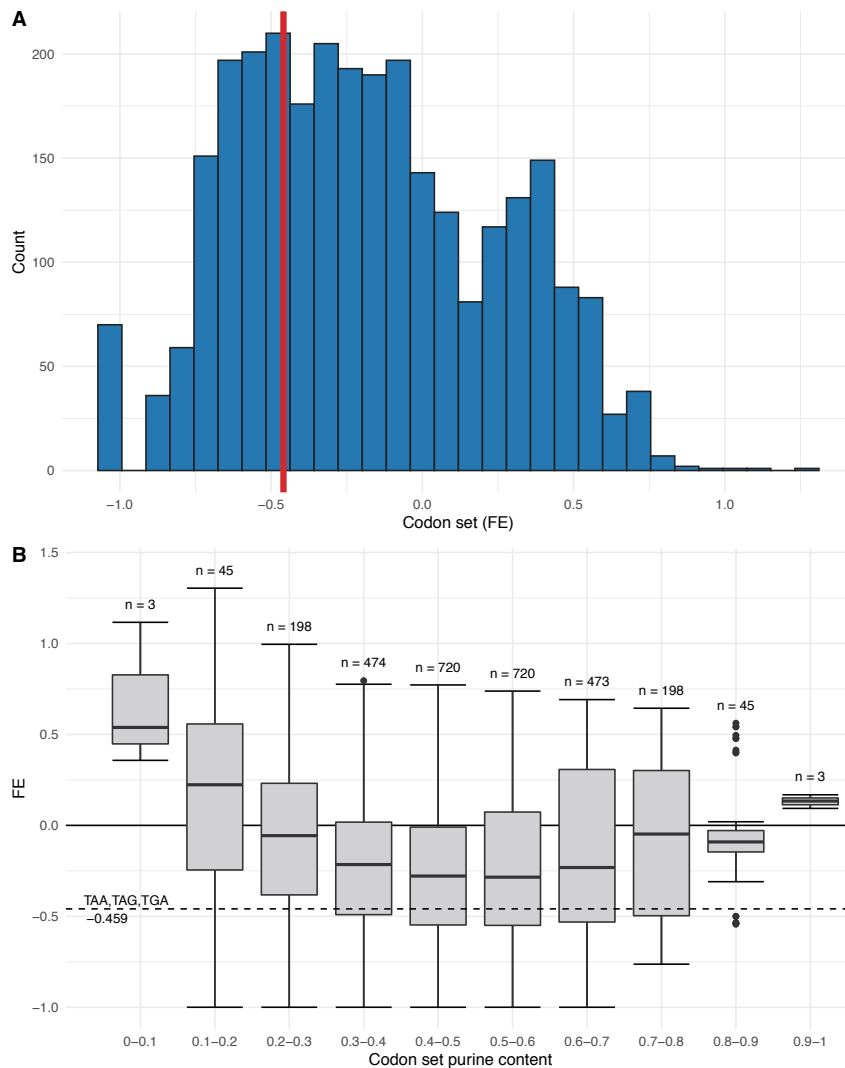 A
200
150
100
50
0
Count
−1.0
−0.5
0.0
0.5
1.0
Codon set (FE)
B
1.5
1.0
0.5
0.0
−0.5
−1.0
FE
n = 3
n = 45
n = 198
n = 474
n = 720
n = 720
n = 473
n = 198
n = 45
n = 3
TAA,TAG,TGA
−0.459
0−0.1
0.1−0.2
0.2−0.3
0.3−0.4
0.4−0.5
0.5−0.6
0.6−0.7
0.7−0.8
0.8−0.9
0.9−1
Codon set purine content